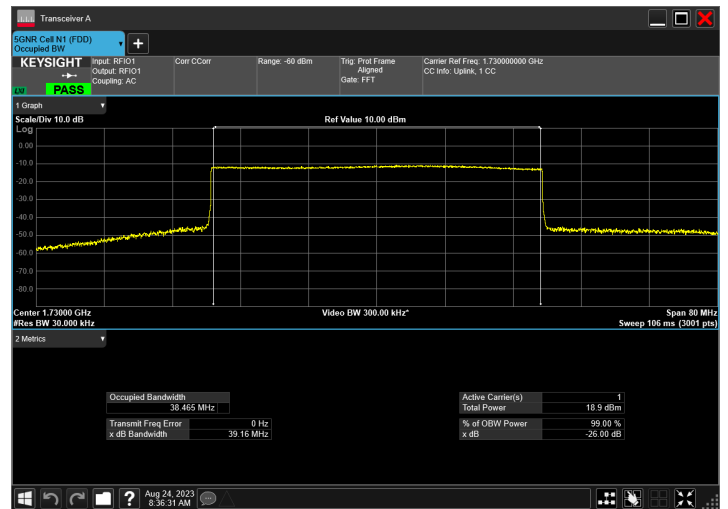 Transceiver A
5GNR Cell N1 (FDD)
Occupied BW
KEYSIGHT
LXI
PASS
Input: RFIO1
Output: RFIO1
Coupling: AC
Corr CCorr
Range: -60 dBm
Trig: Prot Frame
Aligned
Gate: FFT
Carrier Ref Freq: 1.730000000 GHz
CC Info: Uplink, 1 CC
1 Graph
Scale/Div 10.0 dB
Ref Value 10.00 dBm
Log
0.00
-10.0
-20.0
-30.0
-40.0
-50.0
-60.0
-70.0
-80.0
Center 1.73000 GHz
Video BW 300.00 kHz*
Span 80 MHz
#Res BW 30.000 kHz
Sweep 106 ms (3001 pts)
2 Metrics
Occupied Bandwidth
38.465 MHz
Active Carrier(s) 1
Total Power 18.9 dBm
Transmit Freq Error 0 Hz
x dB Bandwidth 39.16 MHz
% of OBW Power 99.00 %
x dB -26.00 dB
?
Aug 24, 2023
8:36:31 AM